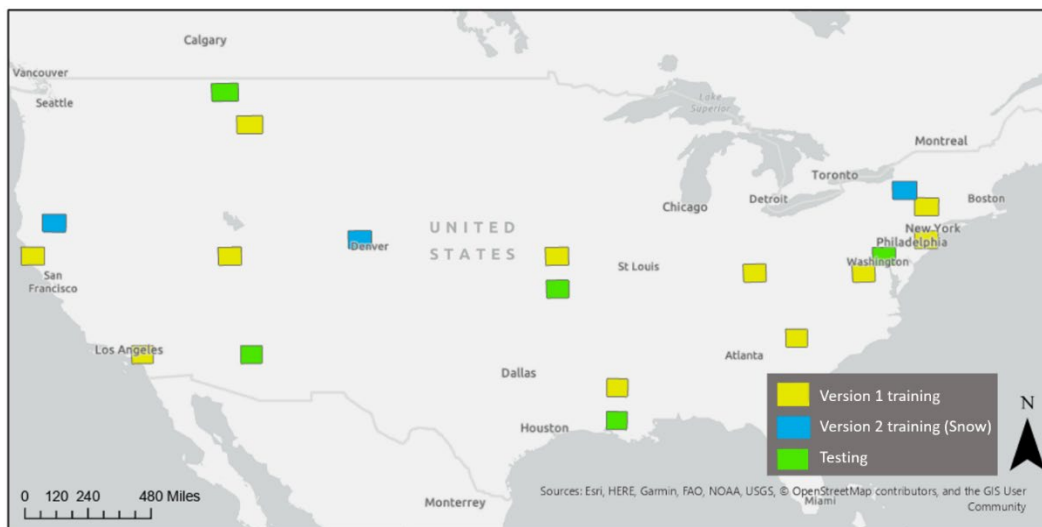 Calgary
Vancouver
Seattle
Lake
Superior
Montreal
Toronto
Boston
Detroit
Chicago
New York
Philadelphia
UNITED
STATES
Denver
Washington
St Louis
San
Francisco
Los Angeles
Atlanta
Dallas
Houston
Monterrey
Miami
Version 1 training
Version 2 training (Snow)
Testing
N
0 120 240 480 Miles
Sources: Esri, HERE, Garmin, FAO, NOAA, USGS, © OpenStreetMap contributors, and the GIS User
Community